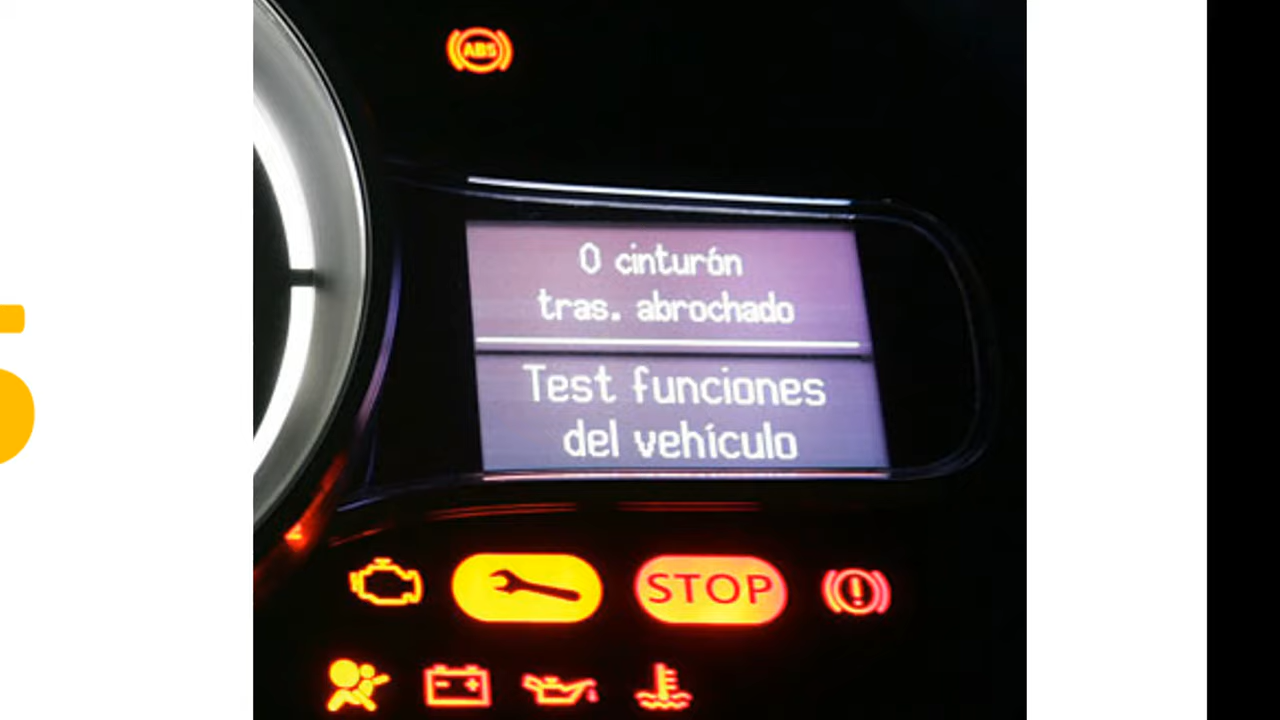 ABS
0 cinturón
tras. abrochado
Test funciones
del vehículo
STOP